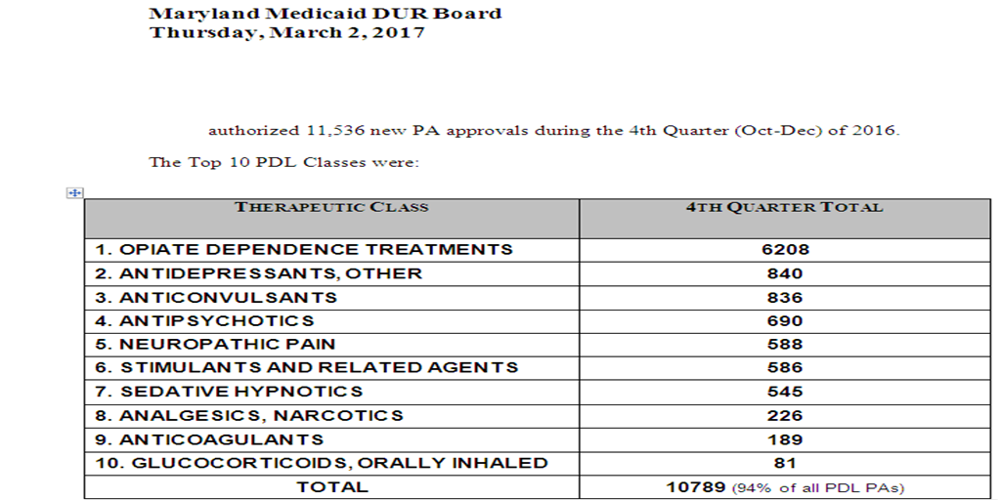 Maryland Medicaid DUR Board
Thursday, March 2, 2017
authorized 11,536 new PA approvals during the 4th Quarter (Oct-Dec) of 2016.
The Top 10 PDL Classes were:
THERAPEUTIC CLASS 4TH QUARTER TOTAL
1. OPIATE DEPENDENCE TREATMENTS 6208
2. ANTIDEPRESSANTS, OTHER 840
3. ANTICONVULSANTS 836
4. ANTIPSYCHOTICS 690
5. NEUROPATHIC PAIN 588
6. STIMULANTS AND RELATED AGENTS 586
7. SEDATIVE HYPNOTICS 545
8. ANALGESICS, NARCOTICS 226
9. ANTICOAGULANTS 189
10. GLUCOCORTICOIDS, ORALLY INHALED 81
TOTAL 10789 (94% of all PDL PAs)